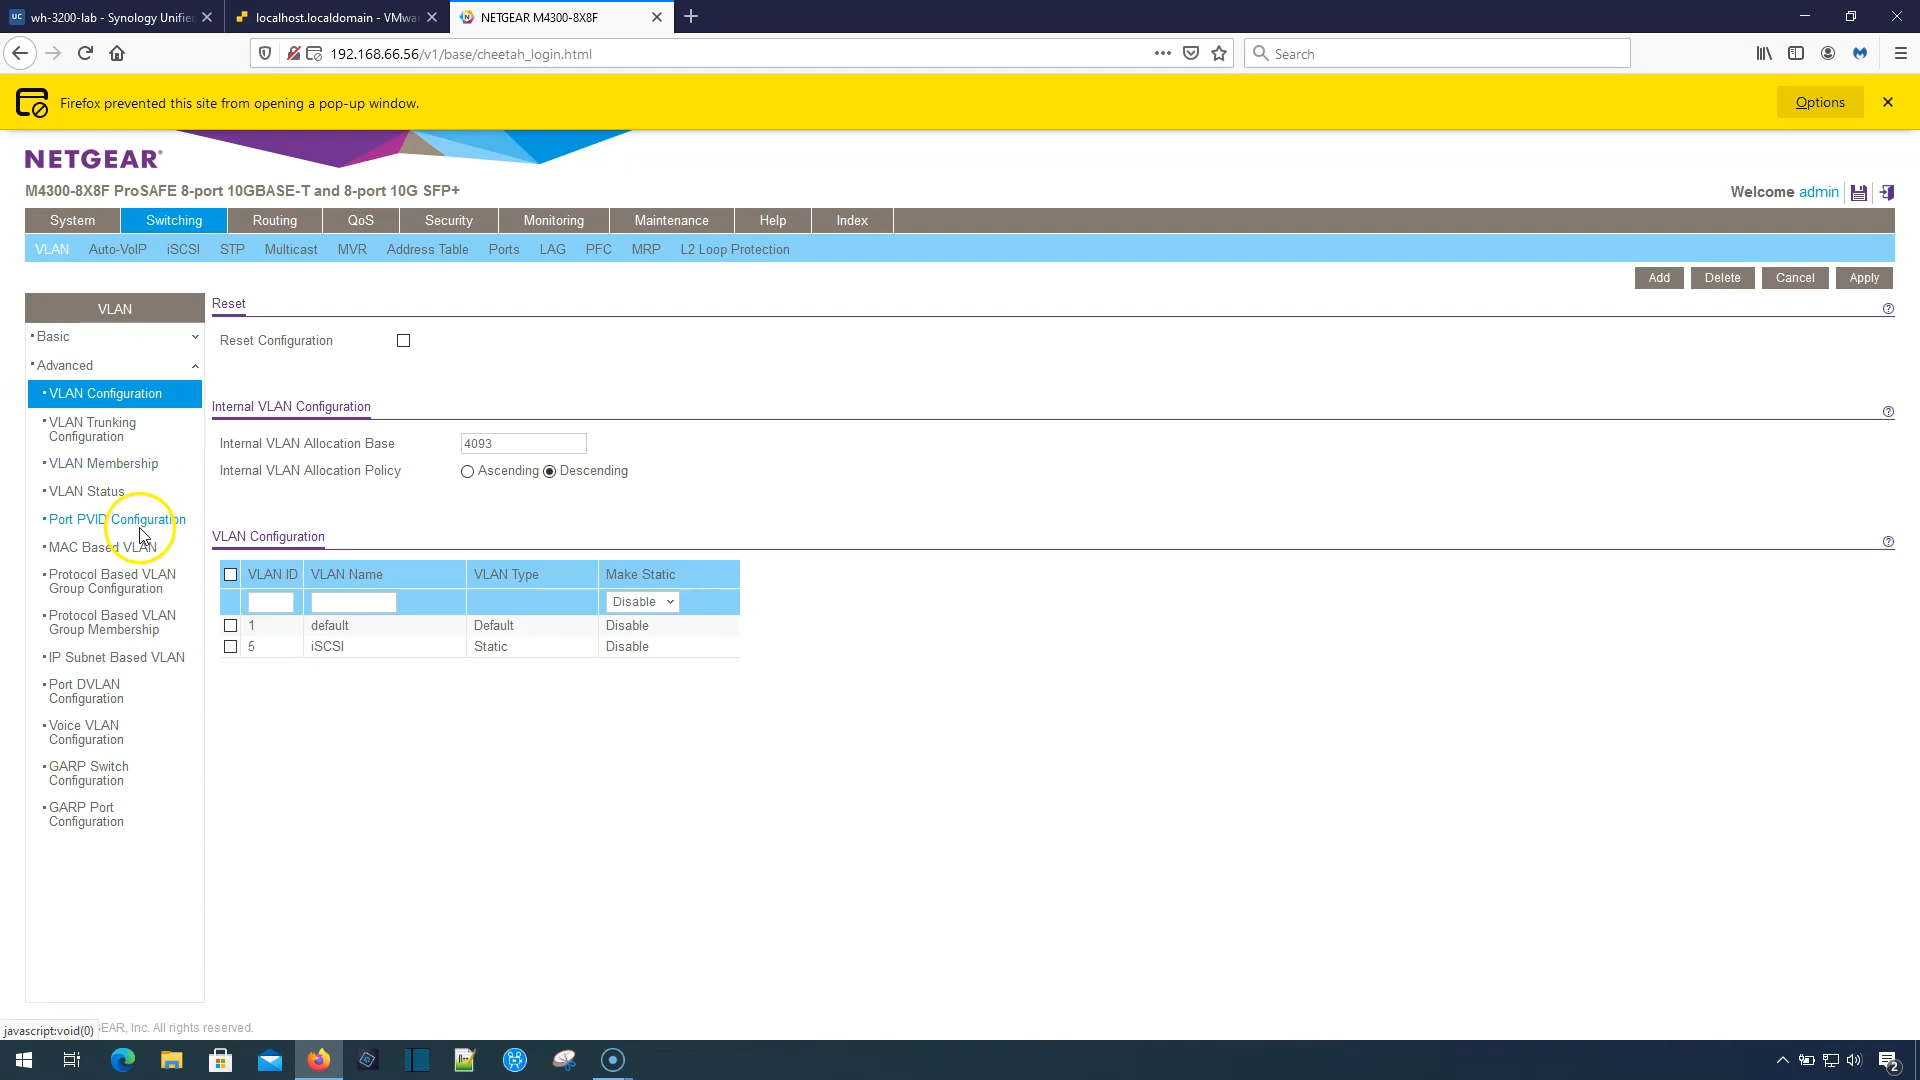 wh-3200-lab - Synology Unifie
localhost.localdomain - VMwa
NETGEAR M4300-8X8F
192.168.66.56/v1/base/cheetah_login.html
Search
Firefox prevented this site from opening a pop-up window.
Options
NETGEAR
M4300-8X8F ProSAFE 8-port 10GBASE-T and 8-port 10G SFP+
Welcome admin
System Switching Routing QoS Security Monitoring Maintenance Help Index
VLAN Auto-VoIP iSCSI STP Multicast MVR Address Table Ports LAG PFC MRP L2 Loop Protection
Add Delete Cancel Apply
VLAN
Basic
Advanced
VLAN Configuration
VLAN Trunking
Configuration
VLAN Membership
VLAN Status
Port PVID Configuration
MAC Based VLAN
Protocol Based VLAN
Group Configuration
Protocol Based VLAN
Group Membership
IP Subnet Based VLAN
Port DVLAN
Configuration
Voice VLAN
Configuration
GARP Switch
Configuration
GARP Port
Configuration
Reset
Reset Configuration
Internal VLAN Configuration
Internal VLAN Allocation Base 4093
Internal VLAN Allocation Policy Ascending Descending
VLAN Configuration
VLAN ID VLAN Name VLAN Type Make Static
Disable
1 default Default Disable
5 iSCSI Static Disable
javascript:void(0)
EAR, Inc. All rights reserved.
UC
2